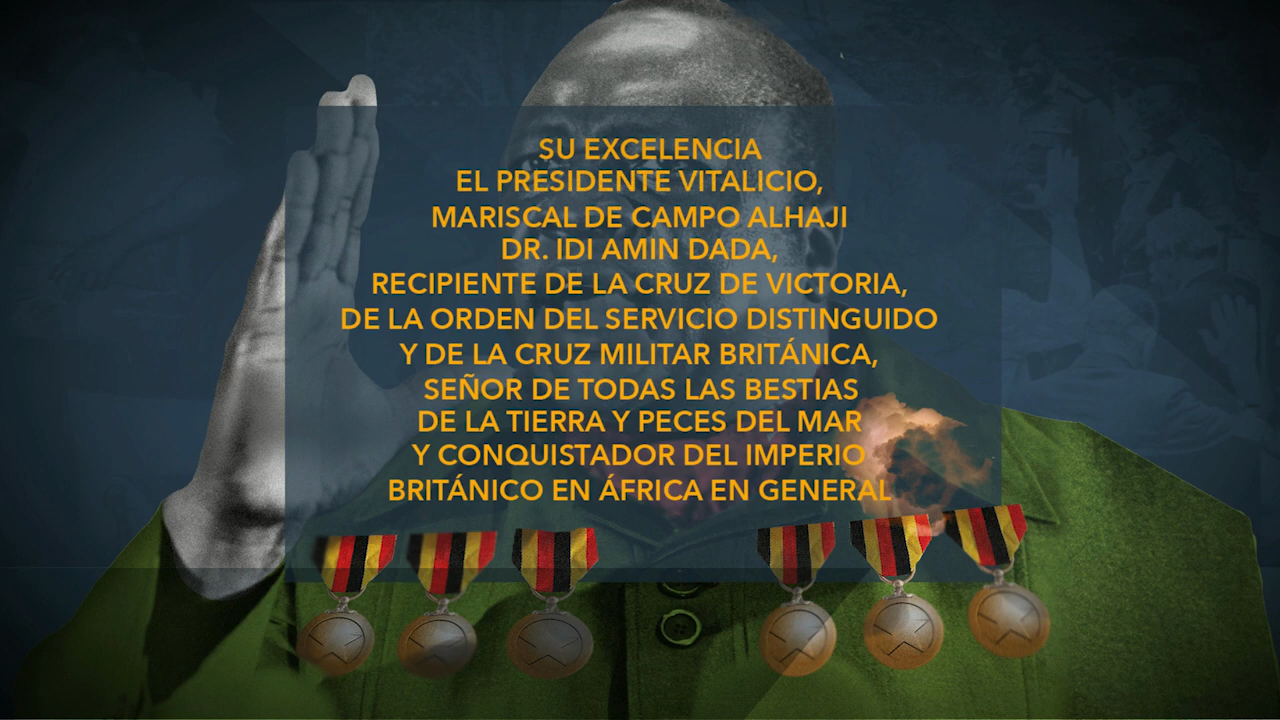 SU EXCELENCIA
EL PRESIDENTE VITALICIO,
MARISCAL DE CAMPO ALHAJI
DR. IDI AMIN DADA,
RECIPIENTE DE LA CRUZ DE VICTORIA,
DE LA ORDEN DEL SERVICIO DISTINGUIDO
Y DE LA CRUZ MILITAR BRITÁNICA,
SEÑOR DE TODAS LAS BESTIAS
DE LA TIERRA Y PECES DEL MAR
Y CONQUISTADOR DEL IMPERIO
BRITÁNICO EN ÁFRICA EN GENERAL